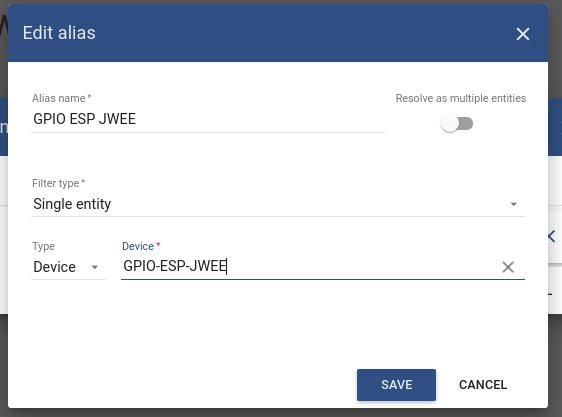 Edit alias
Alias name *
Resolve as multiple entities
GPIO ESP JWEE
Filter type *
Single entity
Type
Device *
Device
GPIO-ESP-JWEE
SAVE
CANCEL